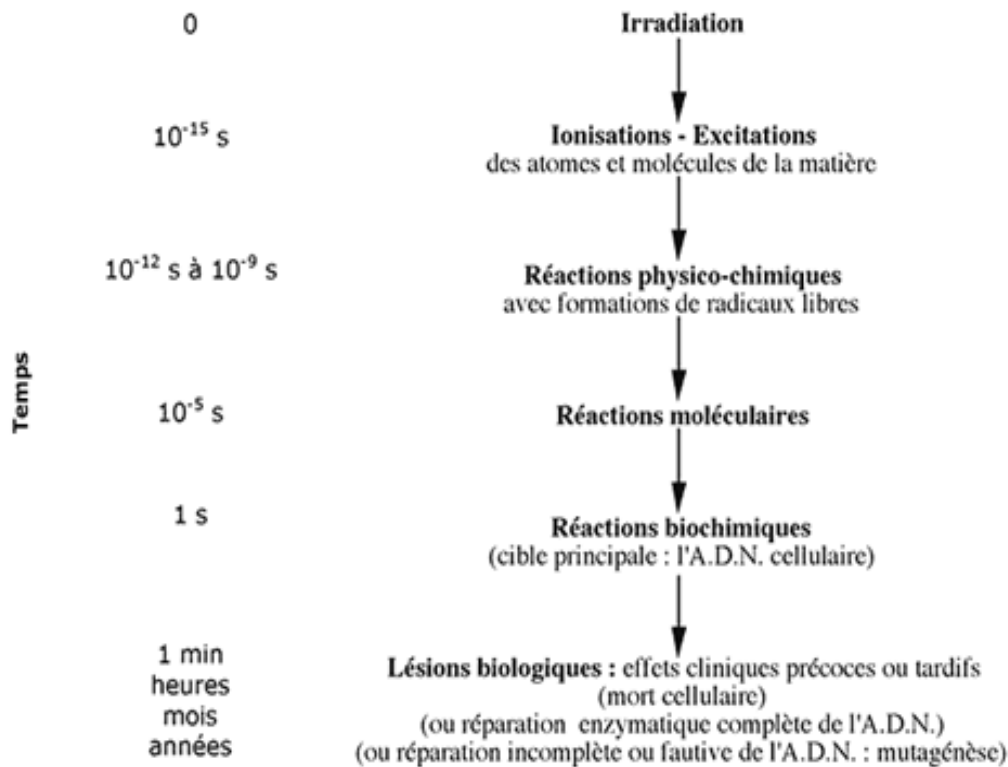 0
Irradiation
10⁻¹⁵ s
Ionisations - Excitations
des atomes et molécules de la matière
10⁻¹² s à 10⁻⁹ s
Réactions physico-chimiques
avec formations de radicaux libres
Temps
10⁻⁵ s
Réactions moléculaires
1 s
Réactions biochimiques
(cible principale : l'A.D.N. cellulaire)
1 min
heures
mois
années
Lésions biologiques : effets cliniques précoces ou tardifs
(mort cellulaire)
(ou réparation enzymatique complète de l'A.D.N.)
(ou réparation incomplète ou fautive de l'A.D.N. : mutagénèse)